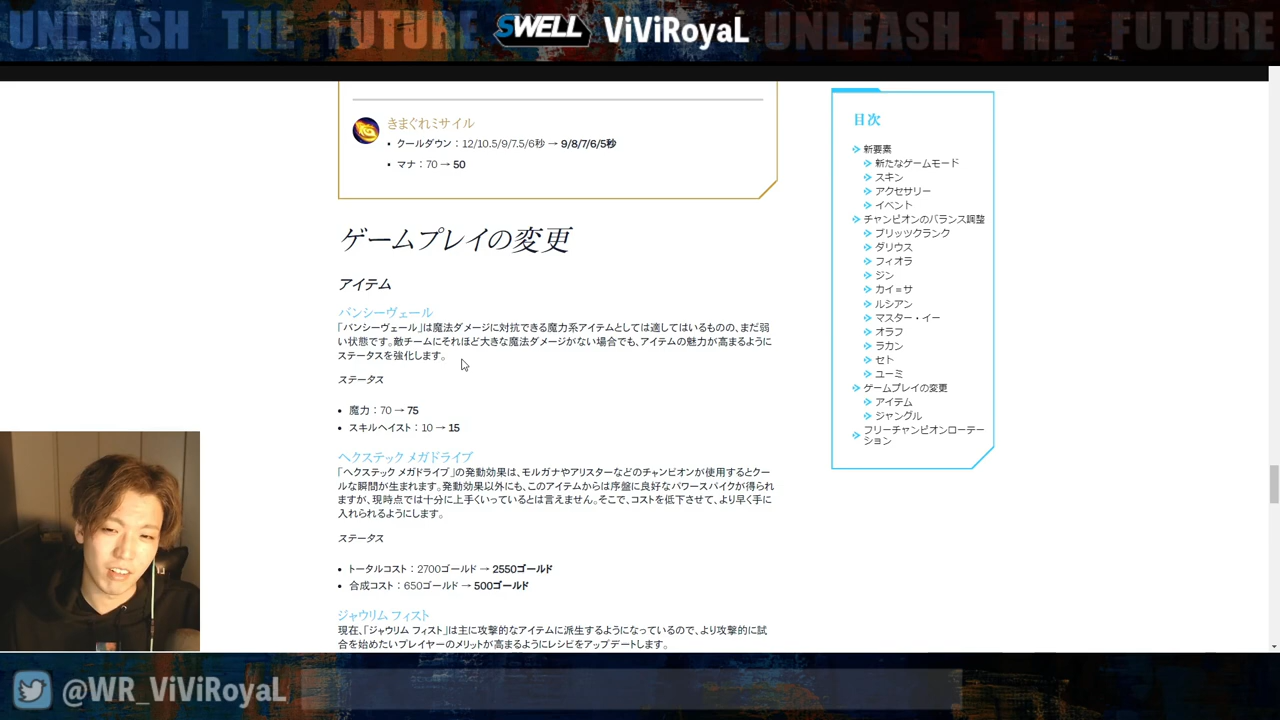 UNLEASH THE FUTURE SWELL ViViRoyaL UNLEASH THE FUTURE
きまぐれミサイル
• クールダウン：12/10.5/9/7.5/6秒 → 9/8/7/6/5秒
• マナ：70 → 50
ゲームプレイの変更
アイテム
バンシーヴェール
「バンシーヴェール」は魔法ダメージに対抗できる魔力系アイテムとしては適してはいるものの、まだ弱
い状態です。敵チームにそれほど大きな魔法ダメージがない場合でも、アイテムの魅力が高まるように
ステータスを強化します。
ステータス
• 魔力：70 → 75
• スキルヘイスト：10 → 15
ヘクステック メガドライブ
「ヘクステック メガドライブ」の発動効果は、モルガナやアリスターなどのチャンピオンが使用するとクー
ルな瞬間が生まれます。発動効果以外にも、このアイテムからは序盤に良好なパワースパイクが得られ
ますが、現時点では十分に上手くいっているとは言えません。そこで、コストを低下させて、より早く手に
入れられるようにします。
ステータス
• トータルコスト：2700ゴールド → 2550ゴールド
• 合成コスト：650ゴールド → 500ゴールド
ジャウリム フィスト
現在、「ジャウリム フィスト」は主に攻撃的なアイテムに派生するようになっているので、より攻撃的に試
合を始めたいプレイヤーのメリットが高まるようにレシピをアップデートします。
目次
新要素
新たなゲームモード
スキン
アクセサリー
イベント
チャンピオンのバランス調整
ブリッツクランク
ダリウス
フィオラ
ジン
カイ＝サ
ルシアン
マスター・イー
オラフ
ラカン
セト
ユーミ
ゲームプレイの変更
アイテム
ジャングル
フリーチャンピオンローテー
ション
@WR_ViViRoyaL